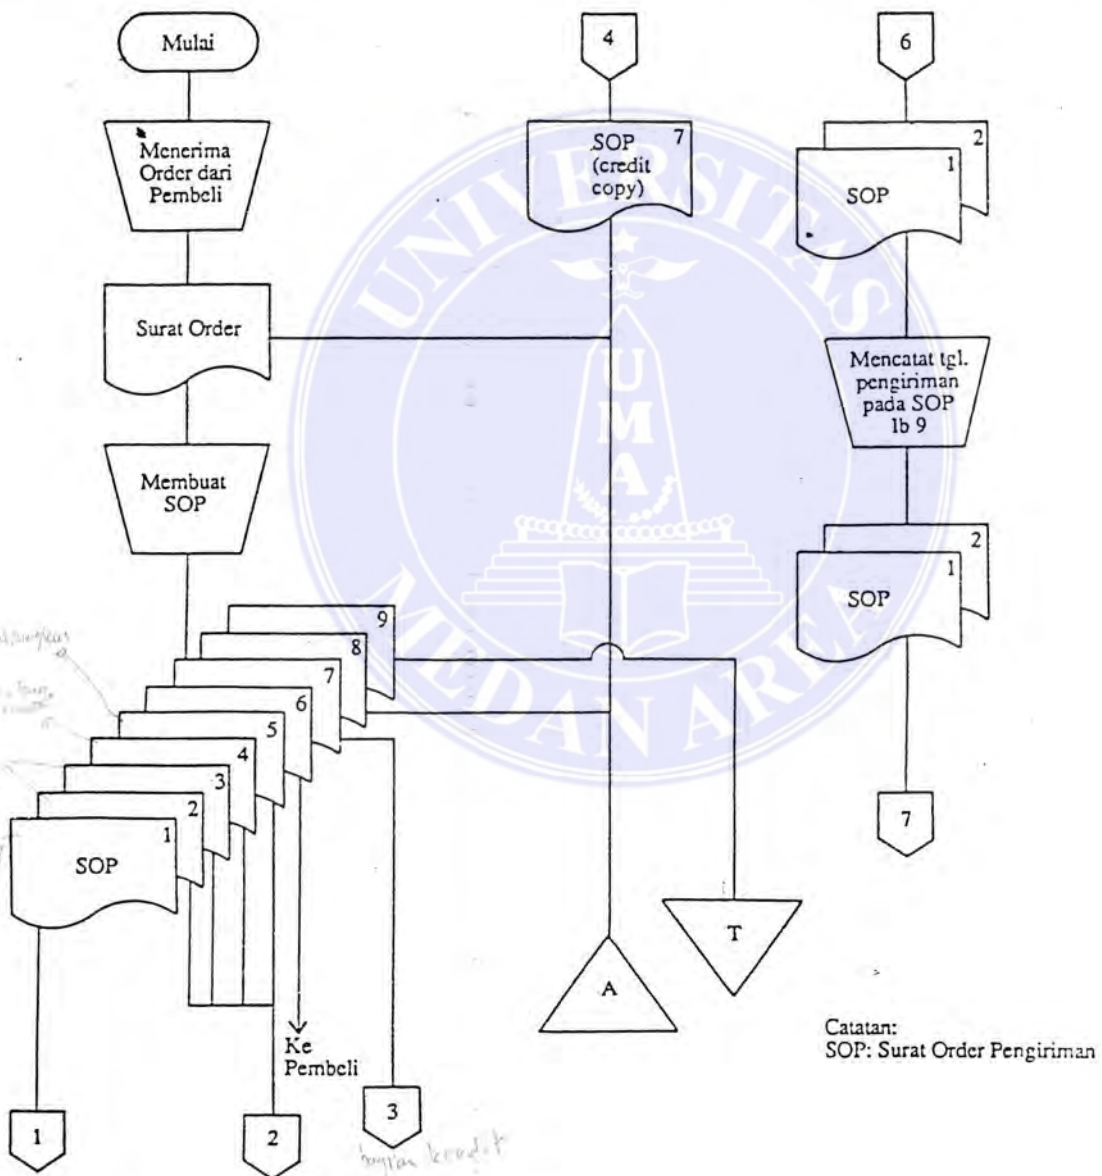 Mulai
Menerima
Order dari
Pembeli
Surat Order
Membuat
SOP
9
8
7
6
5
4
3
2
1
SOP
Ke
Pembeli
1
2
3
bagian kredit
4
SOP
(credit
copy)
7
A
T
6
2
1
SOP
Mencatat tgl.
pengiriman
pada SOP
lb 9
2
1
SOP
7
Catatan:
SOP: Surat Order Pengiriman
UNIVERSITAS
UMA
MEDAN AREA